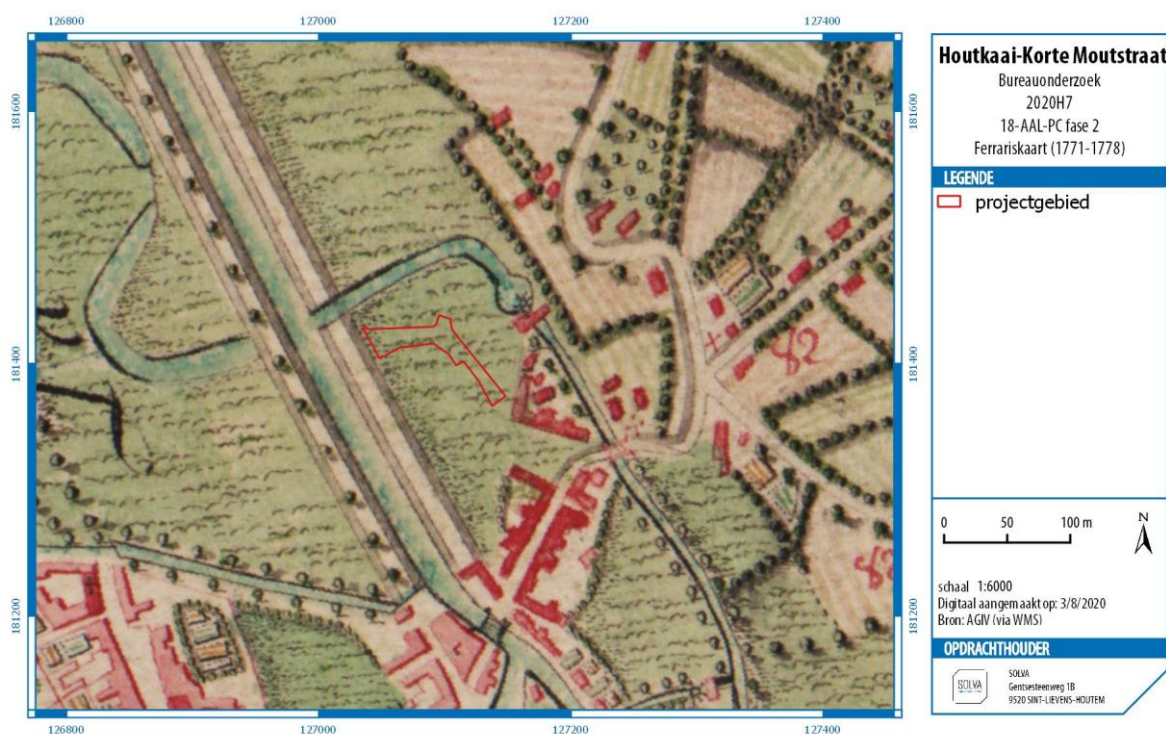 126800
127000
127200
127400
181600
181400
181200
181600
181400
181200
126800
127000
127200
127400
Houtkaai-Korte Moutstraat
Bureauonderzoek
2020H7
18-AAL-PC fase 2
Ferrariskaart (1771-1778)
LEGENDE
projectgebied
0 50 100 m
N
schaal 1:6000
Digitaal aangemaakt op: 3/8/2020
Bron: AGIV (via WMS)
OPDRACHTHOUDER
SOLVA
SOLVA
Gentsesteenweg 1B
9520 SINT-LIEVENS-HOUTEM